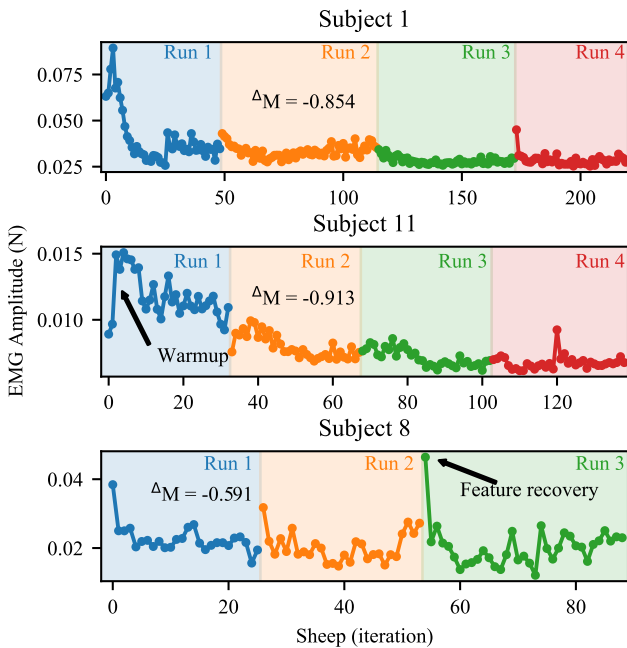 Subject 1
Run 1 Run 2 Run 3 Run 4
0.075
ΔM = -0.854
0.050
0.025
0 50 100 150 200
Subject 11
0.015
Run 1 Run 2 Run 3 Run 4
ΔM = -0.913
0.010
Warmup
0 20 40 60 80 100 120
EMG Amplitude (N)
Subject 8
Run 1 Run 2 Run 3
0.04
ΔM = -0.591
Feature recovery
0.02
0 20 40 60 80
Sheep (iteration)